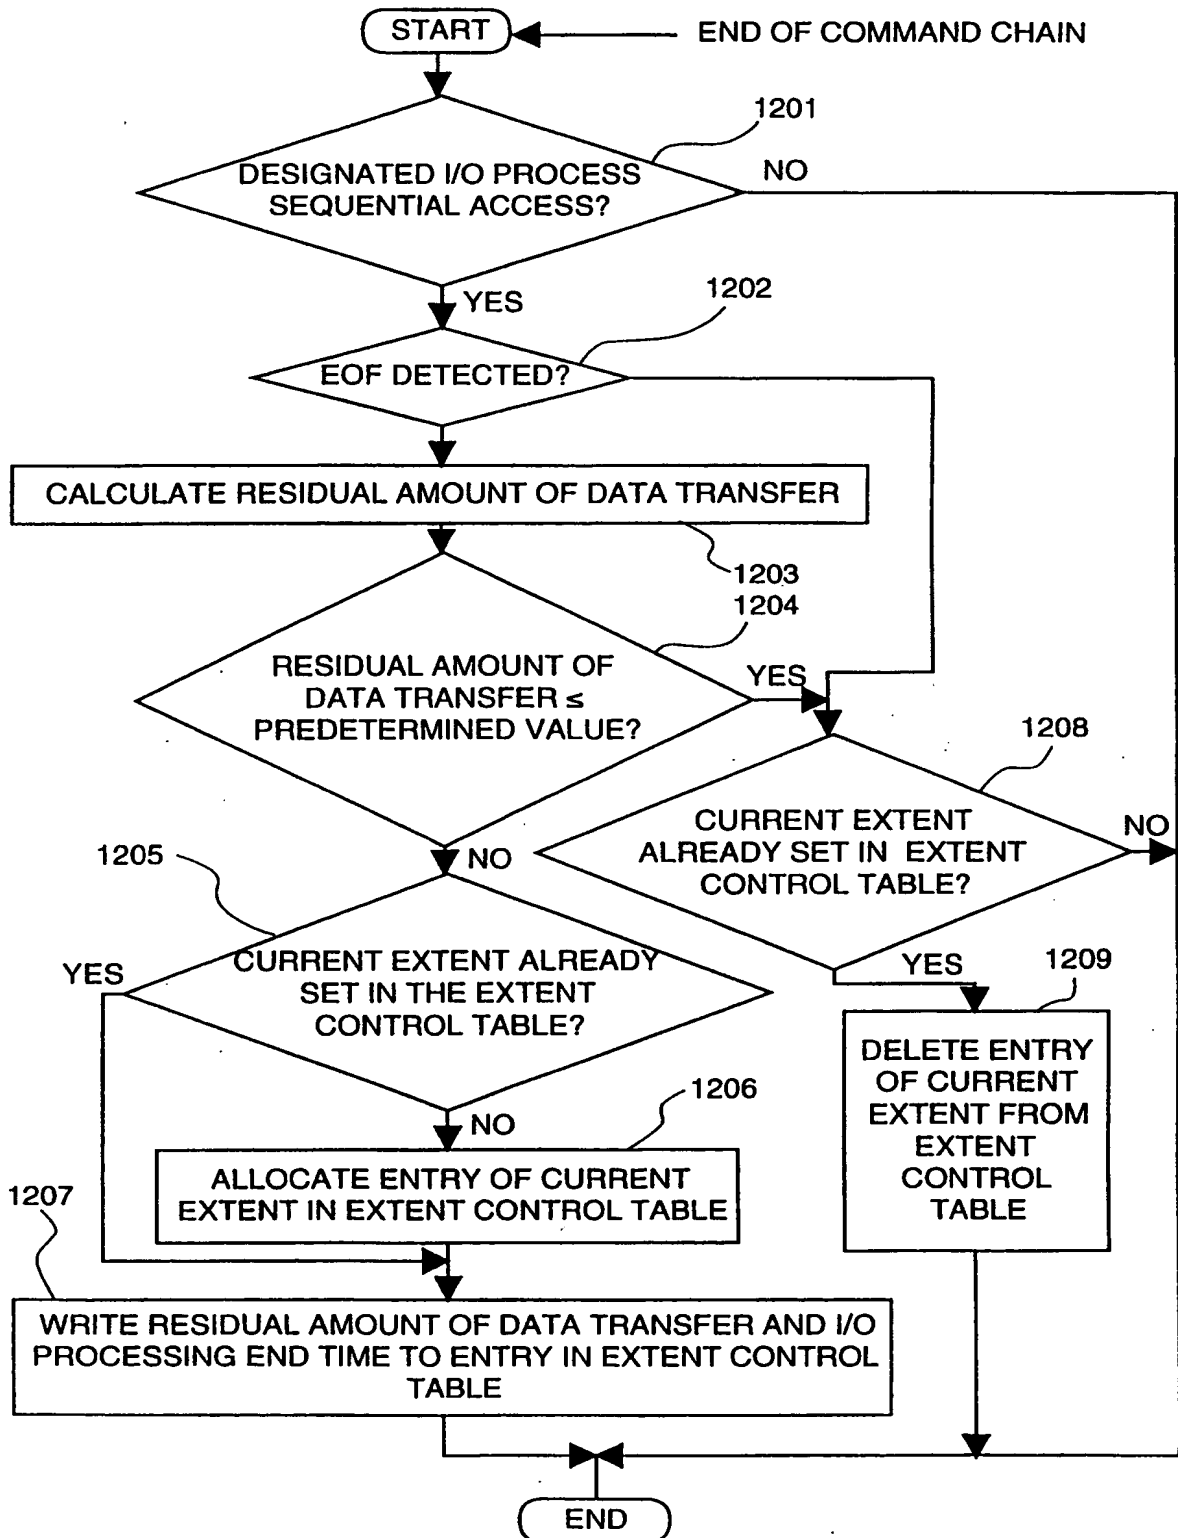 START
END OF COMMAND CHAIN
1201
DESIGNATED I/O PROCESS
SEQUENTIAL ACCESS?
NO
YES
1202
EOF DETECTED?
CALCULATE RESIDUAL AMOUNT OF DATA TRANSFER
1203
1204
RESIDUAL AMOUNT OF
DATA TRANSFER ≤
PREDETERMINED VALUE?
YES
1208
CURRENT EXTENT
ALREADY SET IN EXTENT
CONTROL TABLE?
NO
NO
1205
YES
CURRENT EXTENT ALREADY
SET IN THE EXTENT
CONTROL TABLE?
YES
1209
DELETE ENTRY
OF CURRENT
EXTENT FROM
EXTENT
CONTROL
TABLE
1206
NO
ALLOCATE ENTRY OF CURRENT
EXTENT IN EXTENT CONTROL TABLE
1207
WRITE RESIDUAL AMOUNT OF DATA TRANSFER AND I/O
PROCESSING END TIME TO ENTRY IN EXTENT CONTROL
TABLE
END